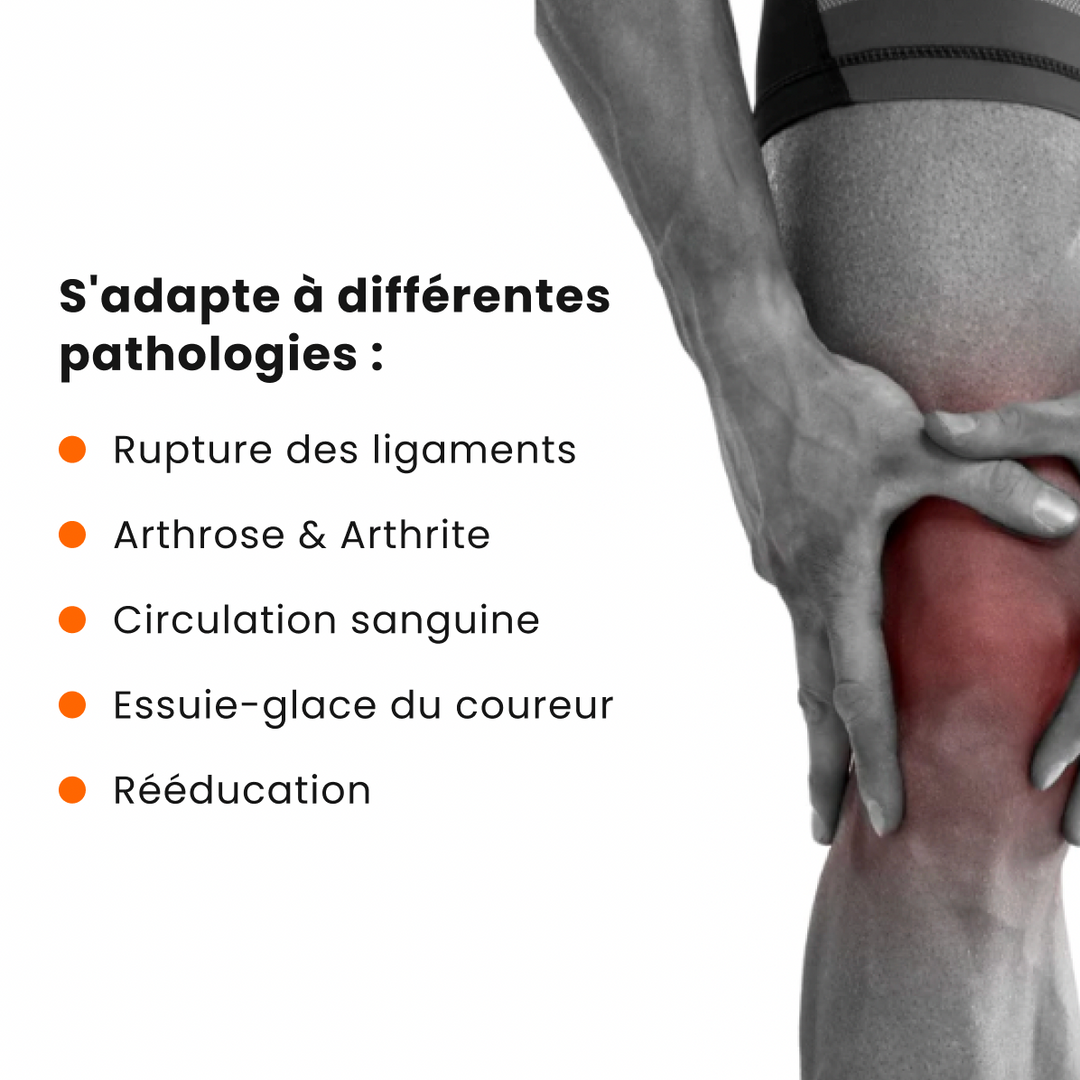 S'adapte à différentes
pathologies :
Rupture des ligaments
Arthrose & Arthrite
Circulation sanguine
Essuie-glace du coureur
Rééducation